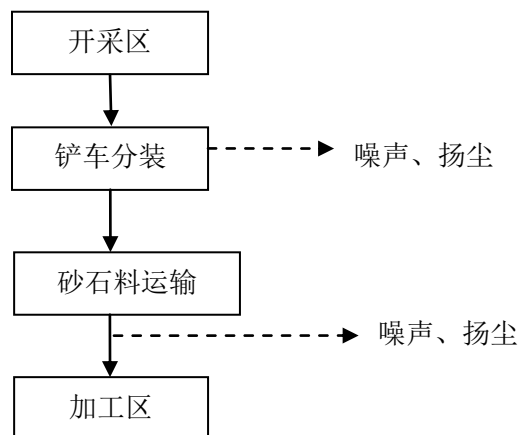 开采区
铲车分装
噪声、扬尘
砂石料运输
噪声、扬尘
加工区